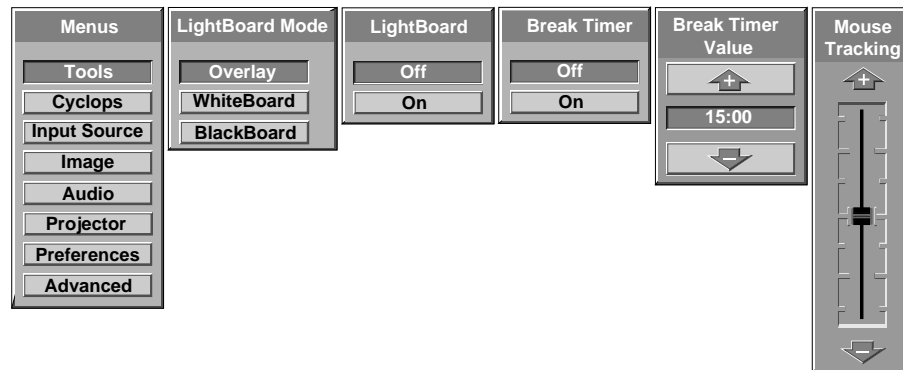 Menus
Tools
Cyclops
Input Source
Image
Audio
Projector
Preferences
Advanced
LightBoard Mode
Overlay
WhiteBoard
BlackBoard
LightBoard
Off
On
Break Timer
Off
On
Break Timer
Value
+
15:00
−
Mouse
Tracking
+
−